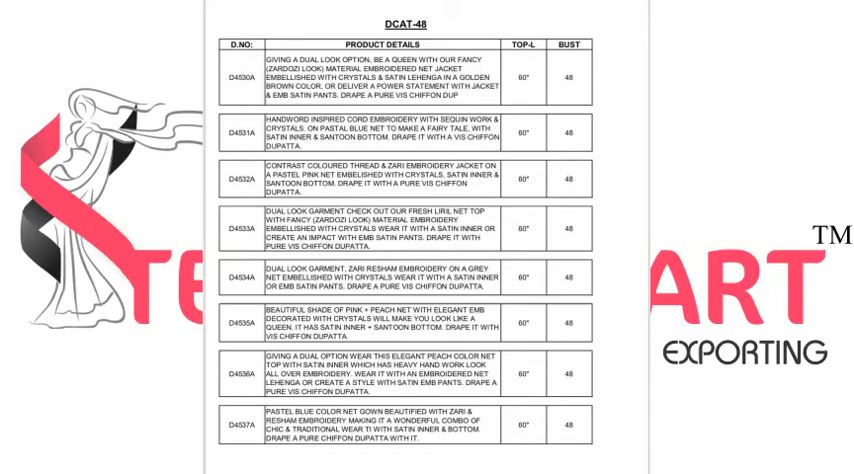 DCAT-48
D.NO: PRODUCT DETAILS TOP-L BUST
GIVING A DUAL LOOK OPTION, BE A QUEEN WITH OUR FANCY
(ZARDOZI LOOK) MATERIAL EMBROIDERED NET JACKET
D4530A EMBELLISHED WITH CRYSTALS & SATIN LEHENGA IN A GOLDEN 60" 48
BROWN COLOR, OR DELIVER A POWER STATEMENT WITH JACKET
& EMB SATIN PANTS. DRAPE A PURE VIS CHIFFON DUP
HANDWORD INSPIRED CORD EMBROIDERY WITH SEQUIN WORK &
CRYSTALS. ON PASTAL BLUE NET TO MAKE A FAIRY TALE, WITH
D4531A SATIN INNER & SANTOON BOTTOM. DRAPE IT WITH A VIS CHIFFON 60" 48
DUPATTA.
CONTRAST COLOURED THREAD & ZARI EMBROIDERY JACKET ON
A PASTEL PINK NET EMBELISHED WITH CRYSTALS, SATIN INNER &
D4532A SANTOON BOTTOM. DRAPE IT WITH A PURE VIS CHIFFON 60" 48
DUPATTA.
DUAL LOOK GARMENT CHECK OUT OUR FRESH LIRIL NET TOP
WITH FANCY (ZARDOZI LOOK) MATERIAL EMBROIDERY
D4533A EMBELLISHED WITH CRYSTALS WEAR IT WITH A SATIN INNER OR 60" 48
CREATE AN IMPACT WITH EMB SATIN PANTS. DRAPE IT WITH
PURE VIS CHIFFON DUPATTA.
DUAL LOOK GARMENT, ZARI RESHAM EMBROIDERY ON A GREY
D4534A NET EMBELLISHED WITH CRYSTALS WEAR IT WITH A SATIN INNER 60" 48
OR EMB SATIN PANTS. DRAPE A PURE VIS CHIFFON DUPATTA.
BEAUTIFUL SHADE OF PINK + PEACH NET WITH ELEGANT EMB
DECORATED WITH CRYSTALS WILL MAKE YOU LOOK LIKE A
D4535A QUEEN. IT HAS SATIN INNER + SANTOON BOTTOM. DRAPE IT WITH 60" 48
VIS CHIFFON DUPATTA.
GIVING A DUAL OPTION WEAR THIS ELEGANT PEACH COLOR NET
TOP WITH SATIN INNER WHICH HAS HEAVY HAND WORK LOOK
D4536A ALL OVER EMBROIDERY. WEAR IT WITH AN EMBROIDERED NET 60" 48
LEHENGA OR CREATE A STYLE WITH SATIN EMB PANTS. DRAPE A
PURE VIS CHIFFON DUPATTA.
PASTEL BLUE COLOR NET GOWN BEAUTIFIED WITH ZARI &
RESHAM EMBROIDERY MAKING IT A WONDERFUL COMBO OF
D4537A CHIC & TRADITIONAL WEAR TI WITH SATIN INNER & BOTTOM. 60" 48
DRAPE A PURE CHIFFON DUPATTA WITH IT.
TE ART TM
EXPORTING